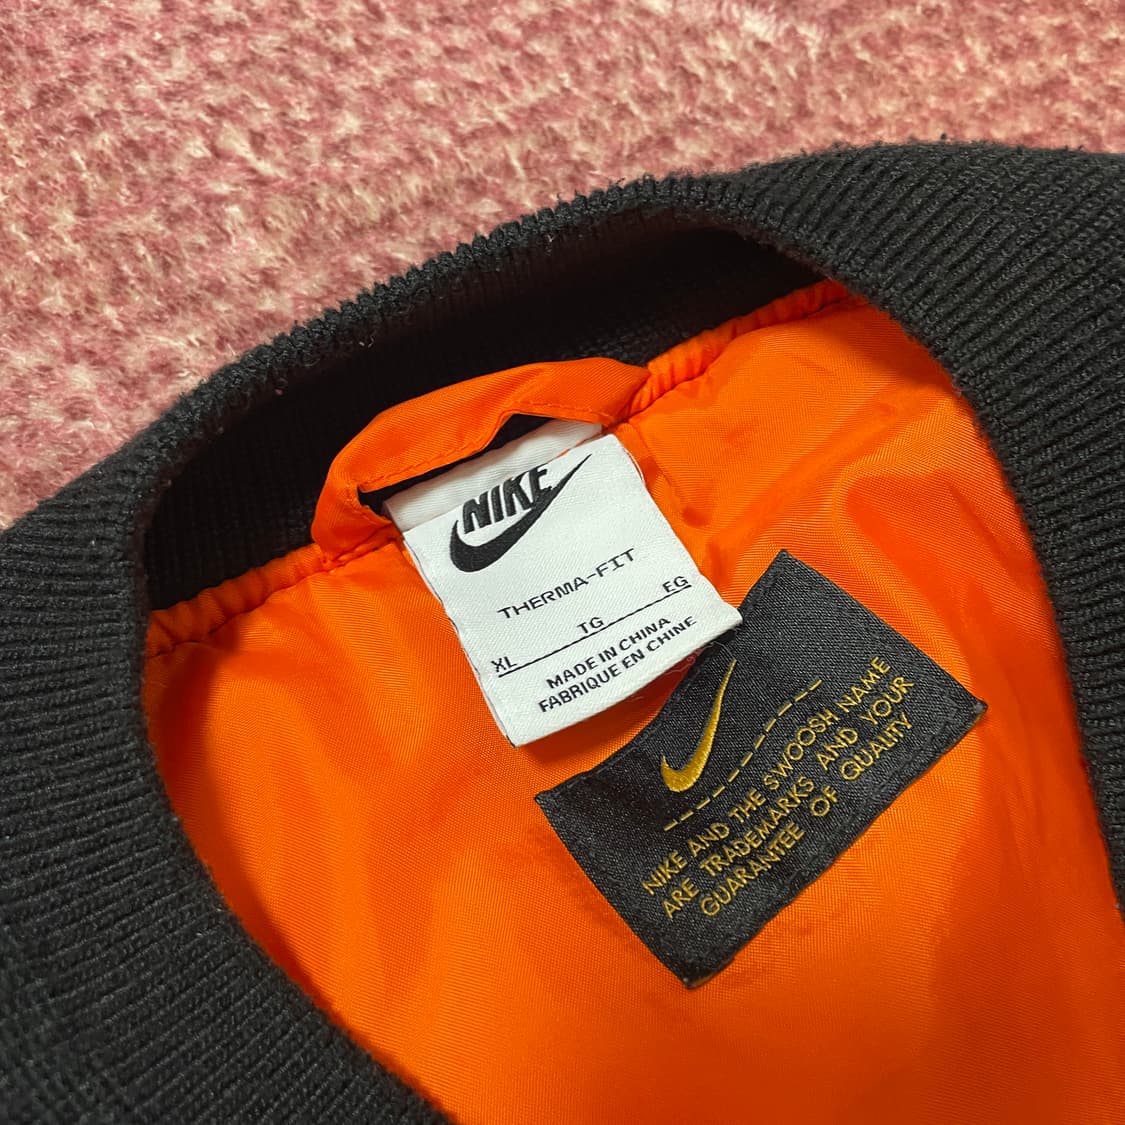 NIKE
THERMA-FIT
XL TG EG
MADE IN CHINA
FABRIQUE EN CHINE
NIKE AND THE SWOOSH NAME
ARE TRADEMARKS AND YOUR
GUARANTEE OF QUALITY